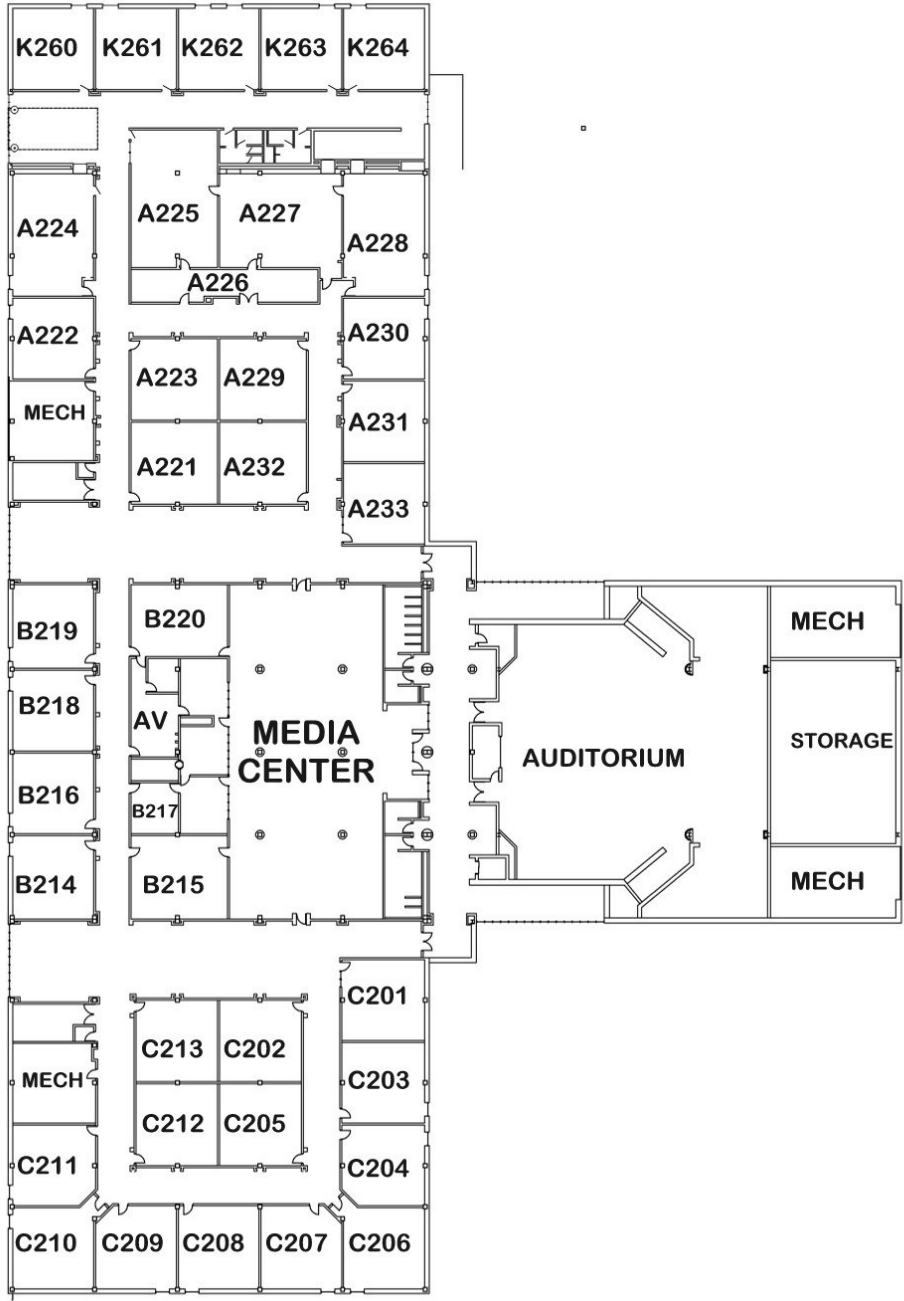 K260
K261
K262
K263
K264
A224
A225
A227
A228
A226
A222
A223
A229
A230
MECH
A221
A232
A231
A233
B219
B220
MECH
B218
AV
MEDIA
CENTER
AUDITORIUM
STORAGE
B216
B217
B214
B215
MECH
C201
C213
C202
MECH
C203
C212
C205
C211
C204
C210
C209
C208
C207
C206